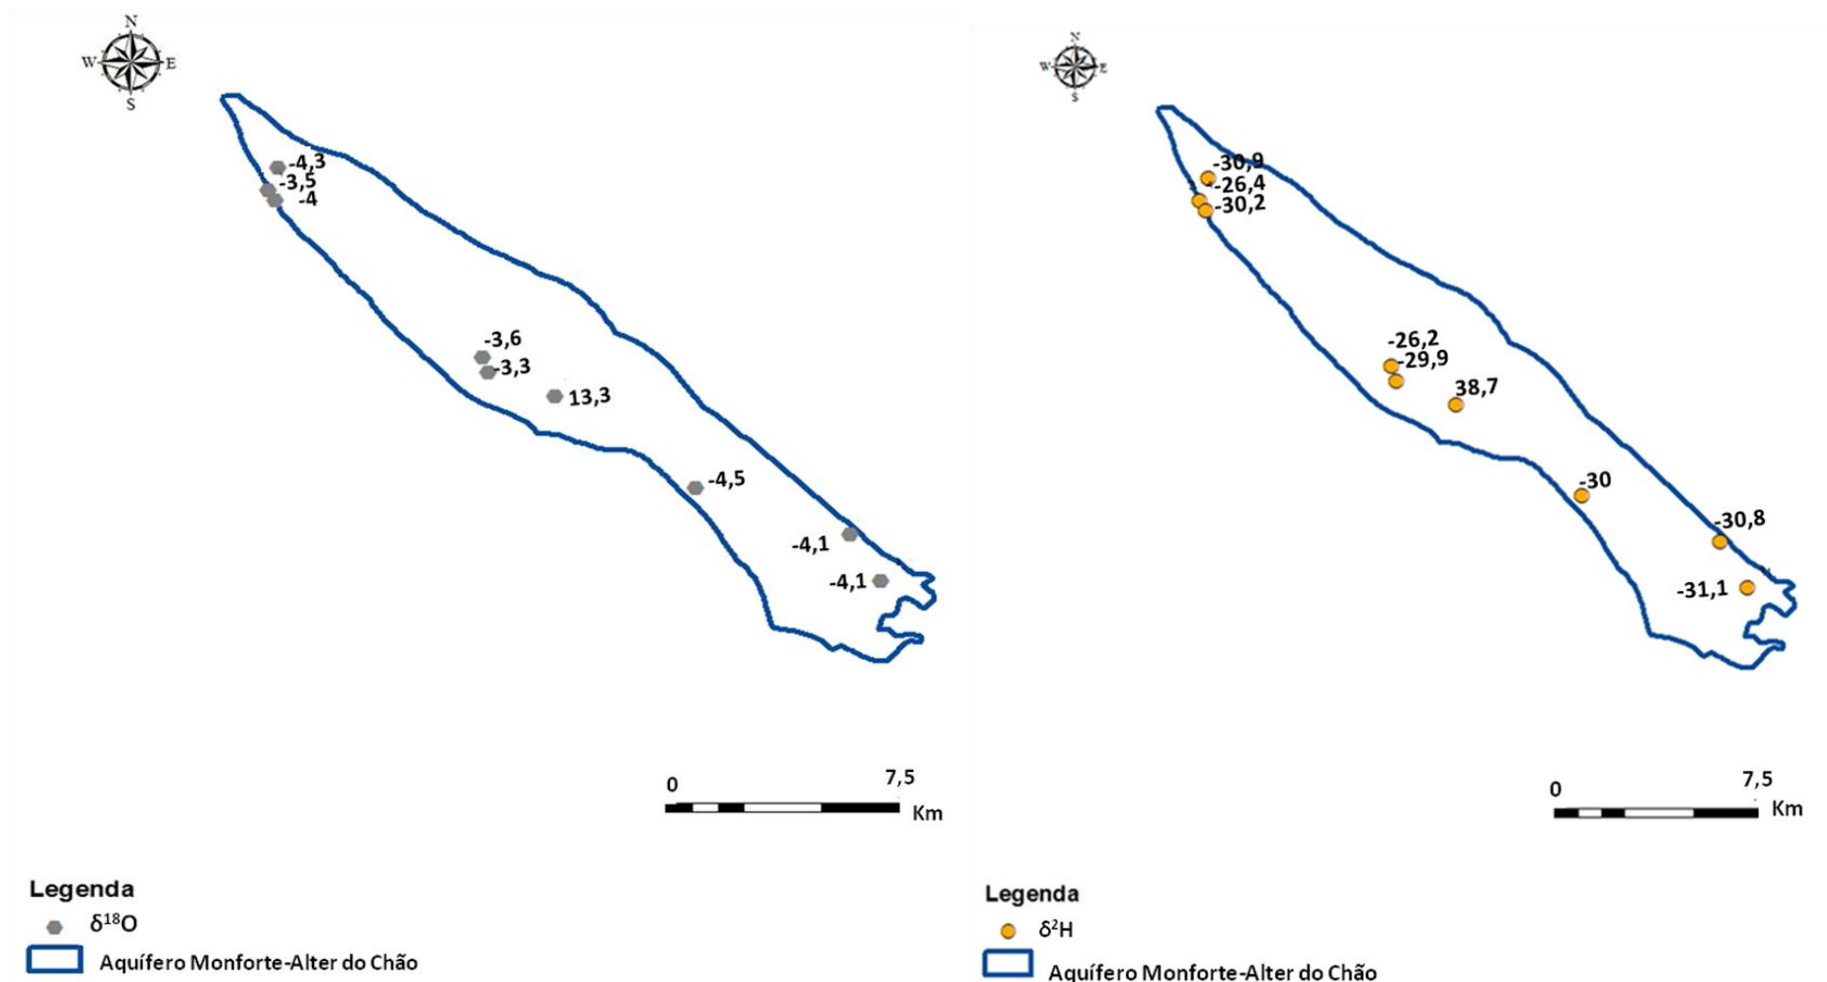 N
W E
S
-4,3
-3,5
-4
-3,6
-3,3
13,3
-4,5
-4,1
-4,1
0 7,5
Km
Legenda
δ¹⁸O
Aquífero Monforte-Alter do Chão
N
W E
S
-30,9
-26,4
-30,2
-26,2
-29,9
38,7
-30
-30,8
-31,1
0 7,5
Km
Legenda
δ²H
Aquífero Monforte-Alter do Chão